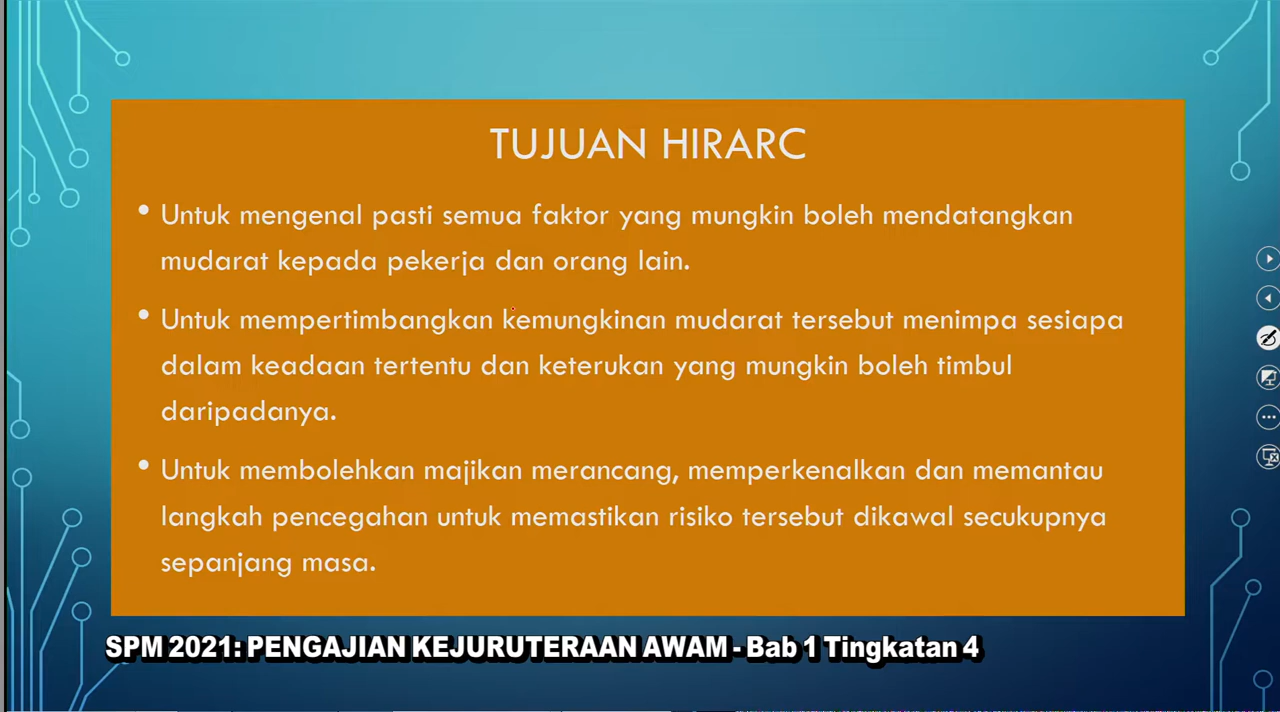 TUJUAN HIRARC
• Untuk mengenal pasti semua faktor yang mungkin boleh mendatangkan
mudarat kepada pekerja dan orang lain.
• Untuk mempertimbangkan kemungkinan mudarat tersebut menimpa sesiapa
dalam keadaan tertentu dan keterukan yang mungkin boleh timbul
daripadanya.
• Untuk membolehkan majikan merancang, memperkenalkan dan memantau
langkah pencegahan untuk memastikan risiko tersebut dikawal secukupnya
sepanjang masa.
SPM 2021: PENGAJIAN KEJURUTERAAN AWAM - Bab 1 Tingkatan 4